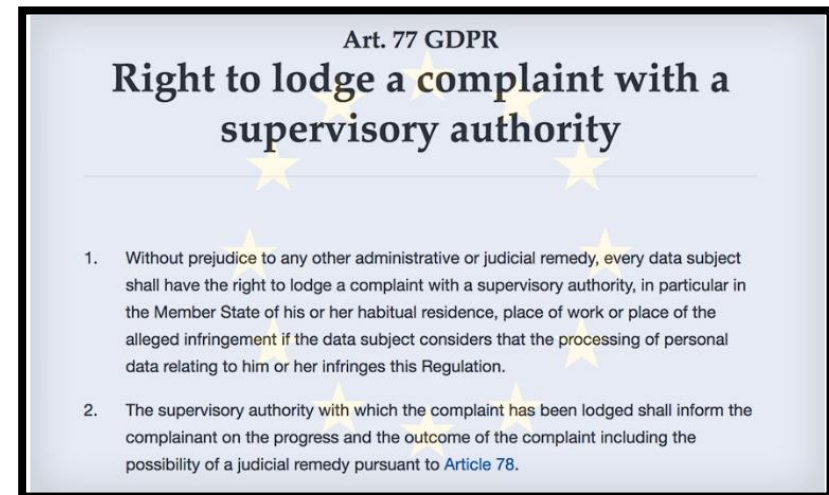 Art. 77 GDPR
Right to lodge a complaint with a
supervisory authority
1. Without prejudice to any other administrative or judicial remedy, every data subject
shall have the right to lodge a complaint with a supervisory authority, in particular in
the Member State of his or her habitual residence, place of work or place of the
alleged infringement if the data subject considers that the processing of personal
data relating to him or her infringes this Regulation.
2. The supervisory authority with which the complaint has been lodged shall inform the
complainant on the progress and the outcome of the complaint including the
possibility of a judicial remedy pursuant to Article 78.